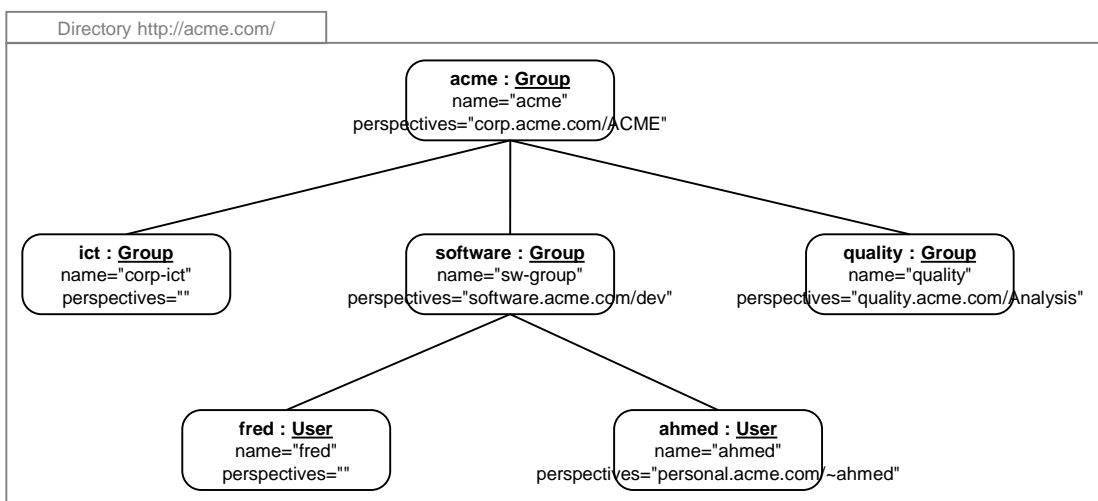 Directory http://acme.com/
acme : Group
name="acme"
perspectives="corp.acme.com/ACME"
ict : Group
name="corp-ict"
perspectives=""
software : Group
name="sw-group"
perspectives="software.acme.com/dev"
quality : Group
name="quality"
perspectives="quality.acme.com/Analysis"
fred : User
name="fred"
perspectives=""
ahmed : User
name="ahmed"
perspectives="personal.acme.com/~ahmed"